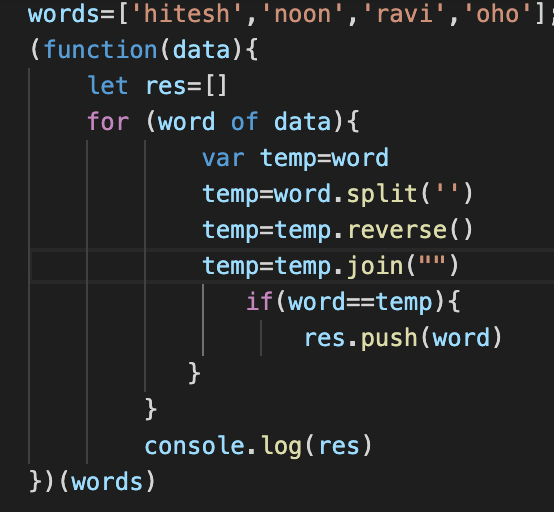 words=['hitesh','noon','ravi','oho'];
(function(data){
let res=[]
for (word of data){
var temp=word
temp=word.split('')
temp=temp.reverse()
temp=temp.join("")
if(word==temp){
res.push(word)
}
}
console.log(res)
})(words)